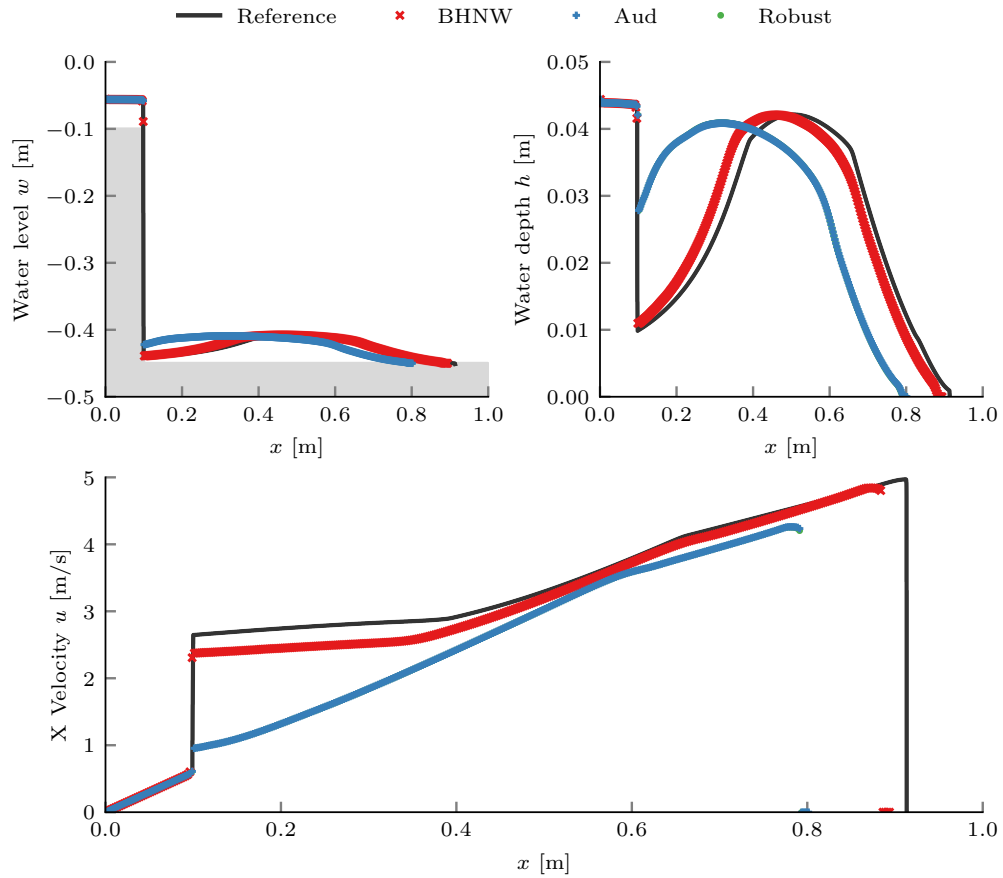 Reference BHNW Aud Robust
0.0
−0.1
−0.2
−0.3
−0.4
−0.5
Water level w [m]
0.0 0.2 0.4 0.6 0.8 1.0
x [m]
0.05
0.04
0.03
0.02
0.01
0.00
Water depth h [m]
0.0 0.2 0.4 0.6 0.8 1.0
x [m]
5
4
3
2
1
0
X Velocity u [m/s]
0.0 0.2 0.4 0.6 0.8 1.0
x [m]